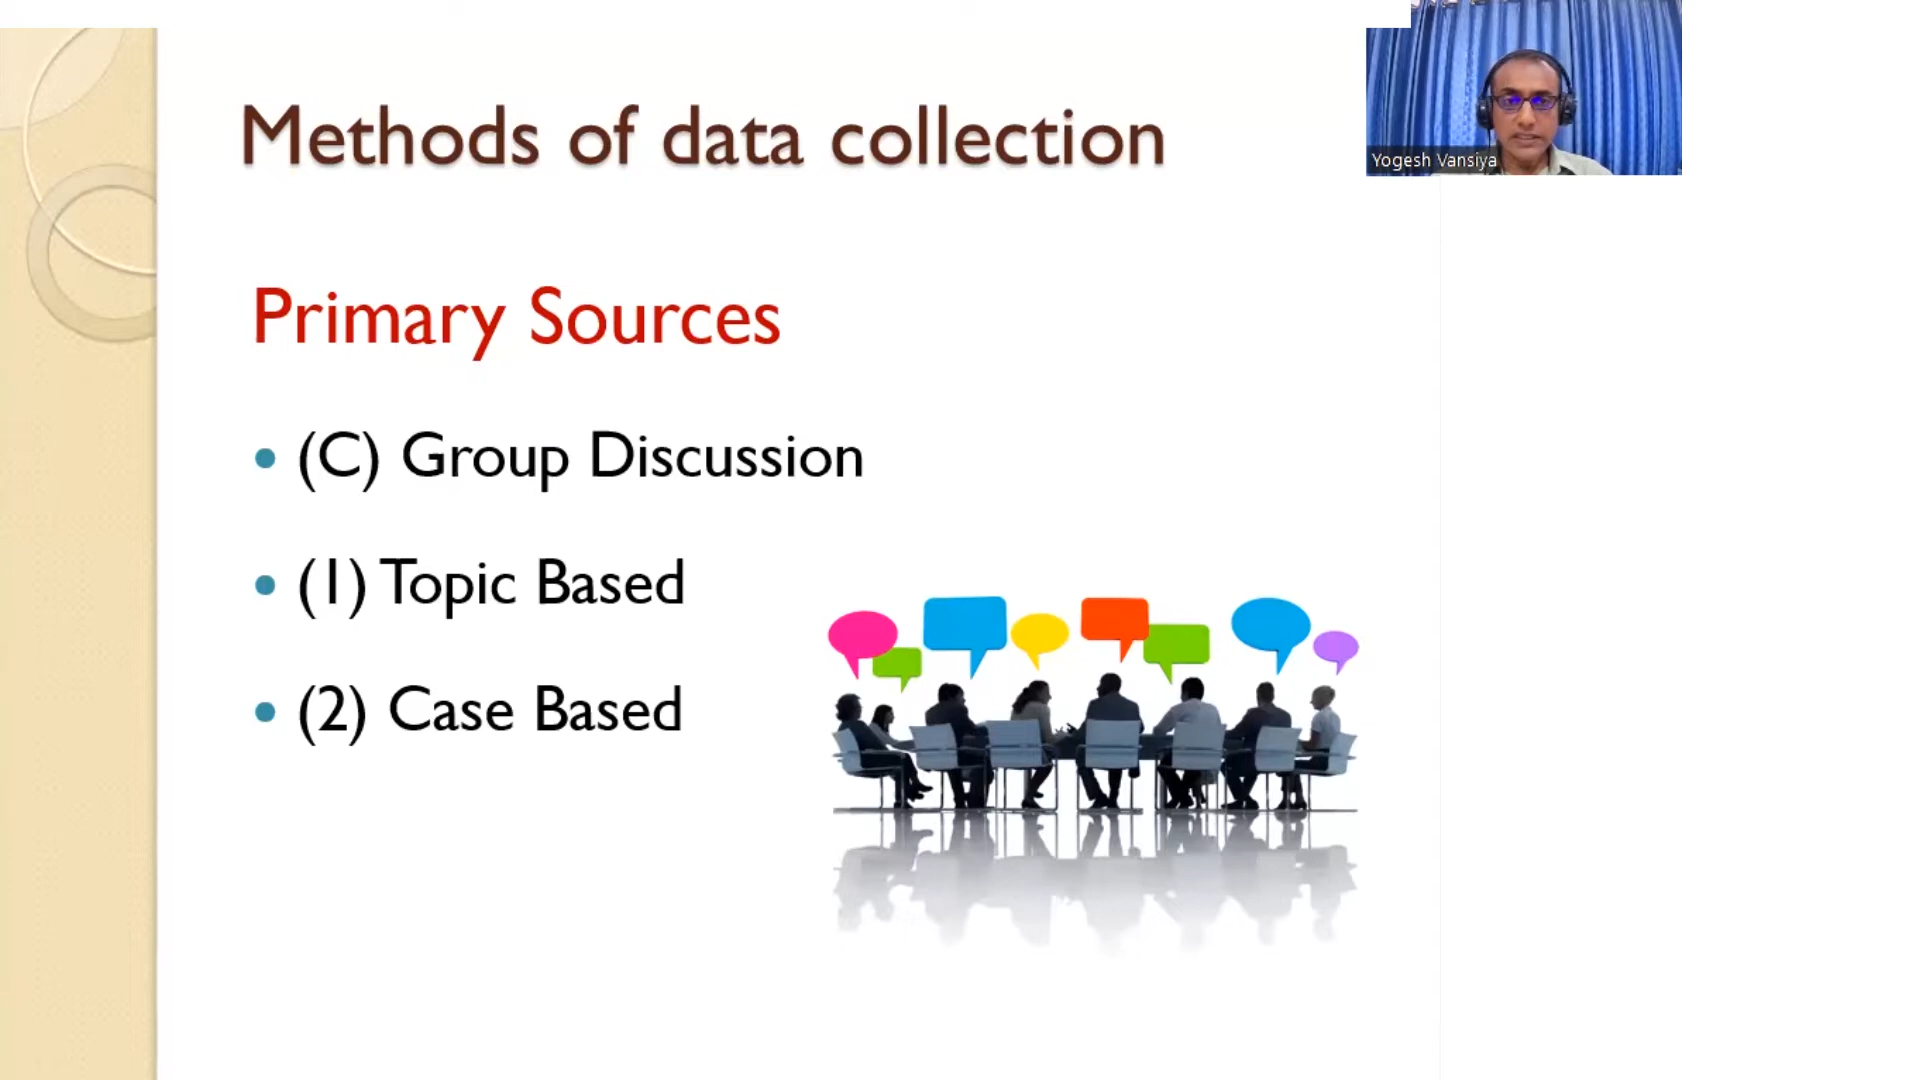 Methods of data collection
Yogesh Vansiya
Primary Sources
• (C) Group Discussion
• (1) Topic Based
• (2) Case Based